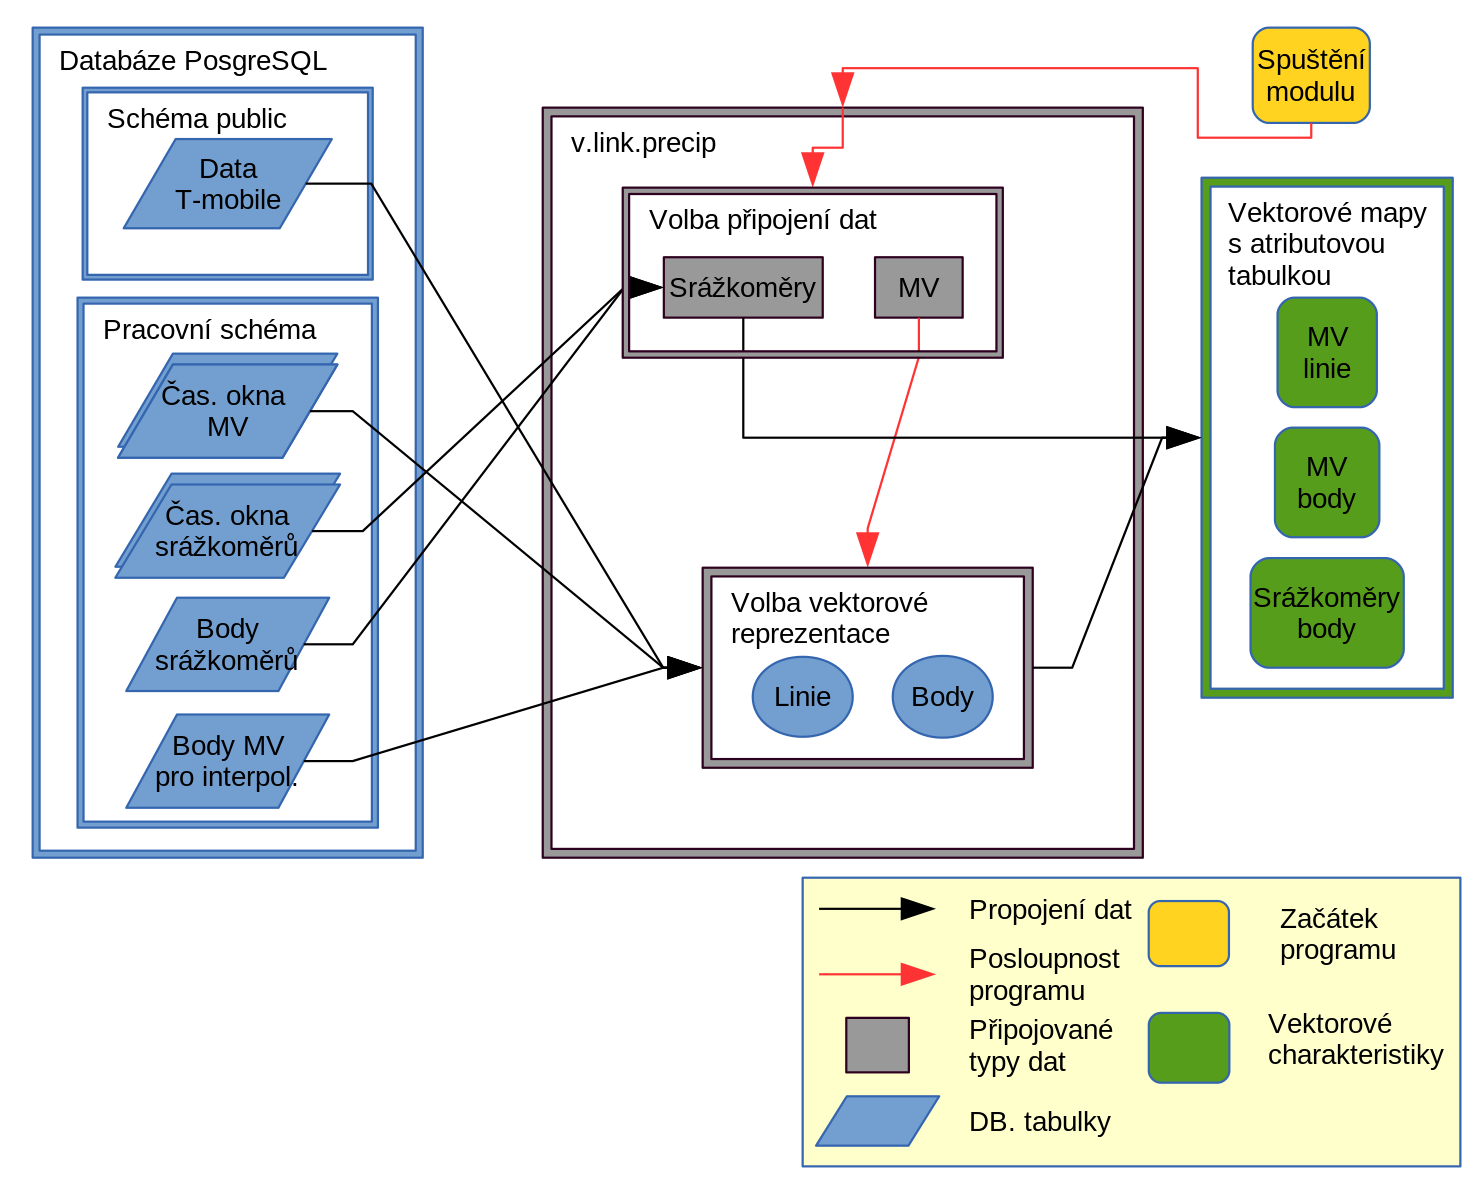 Databáze PosgreSQL
Schéma public
Data
T-mobile
Pracovní schéma
Čas. okna
MV
Čas. okna
srážkoměrů
Body
srážkoměrů
Body MV
pro interpol.
v.link.precip
Volba připojení dat
Srážkoměry
MV
Volba vektorové
reprezentace
Linie
Body
Spuštění
modulu
Vektorové mapy
s atributovou
tabulkou
MV
linie
MV
body
Srážkoměry
body
Propojení dat
Posloupnost
programu
Připojované
typy dat
DB. tabulky
Začátek
programu
Vektorové
charakteristiky